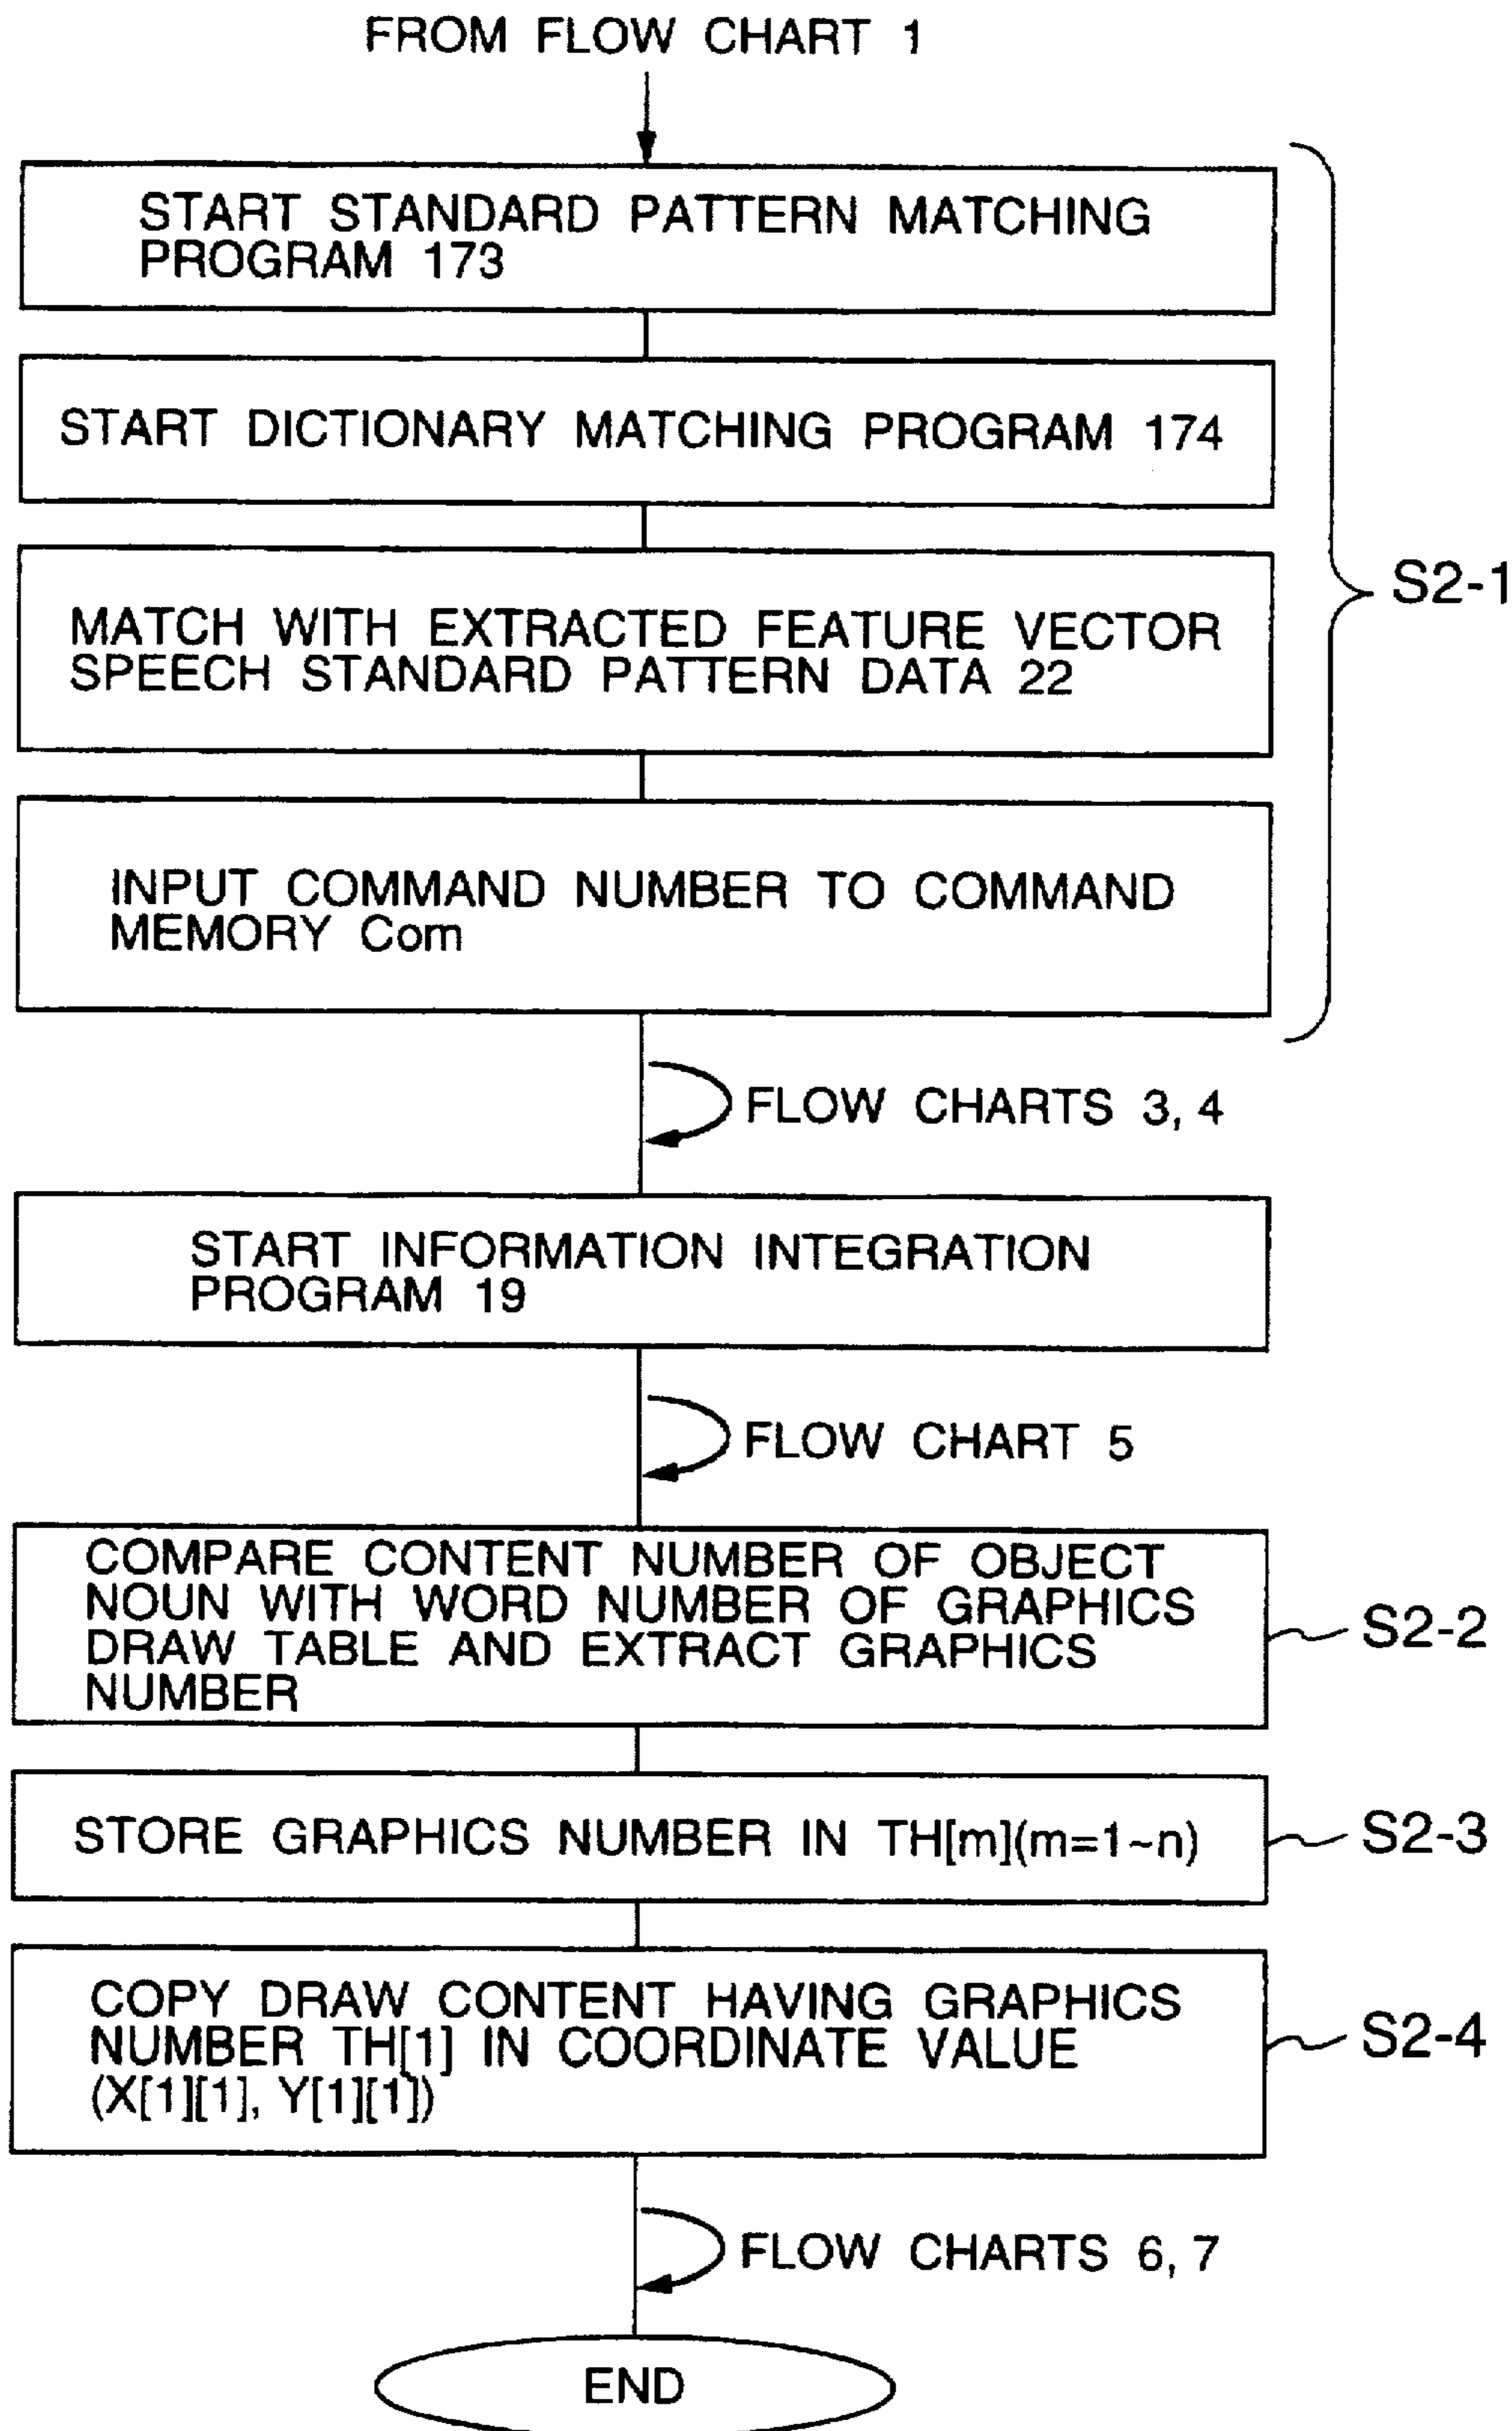 FROM FLOW CHART 1
START STANDARD PATTERN MATCHING
PROGRAM 173
START DICTIONARY MATCHING PROGRAM 174
MATCH WITH EXTRACTED FEATURE VECTOR
SPEECH STANDARD PATTERN DATA 22
S2-1
INPUT COMMAND NUMBER TO COMMAND
MEMORY Com
FLOW CHARTS 3, 4
START INFORMATION INTEGRATION
PROGRAM 19
FLOW CHART 5
COMPARE CONTENT NUMBER OF OBJECT
NOUN WITH WORD NUMBER OF GRAPHICS
DRAW TABLE AND EXTRACT GRAPHICS
NUMBER
S2-2
STORE GRAPHICS NUMBER IN TH[m](m=1~n)
S2-3
COPY DRAW CONTENT HAVING GRAPHICS
NUMBER TH[1] IN COORDINATE VALUE
(X[1][1], Y[1][1])
S2-4
FLOW CHARTS 6, 7
END